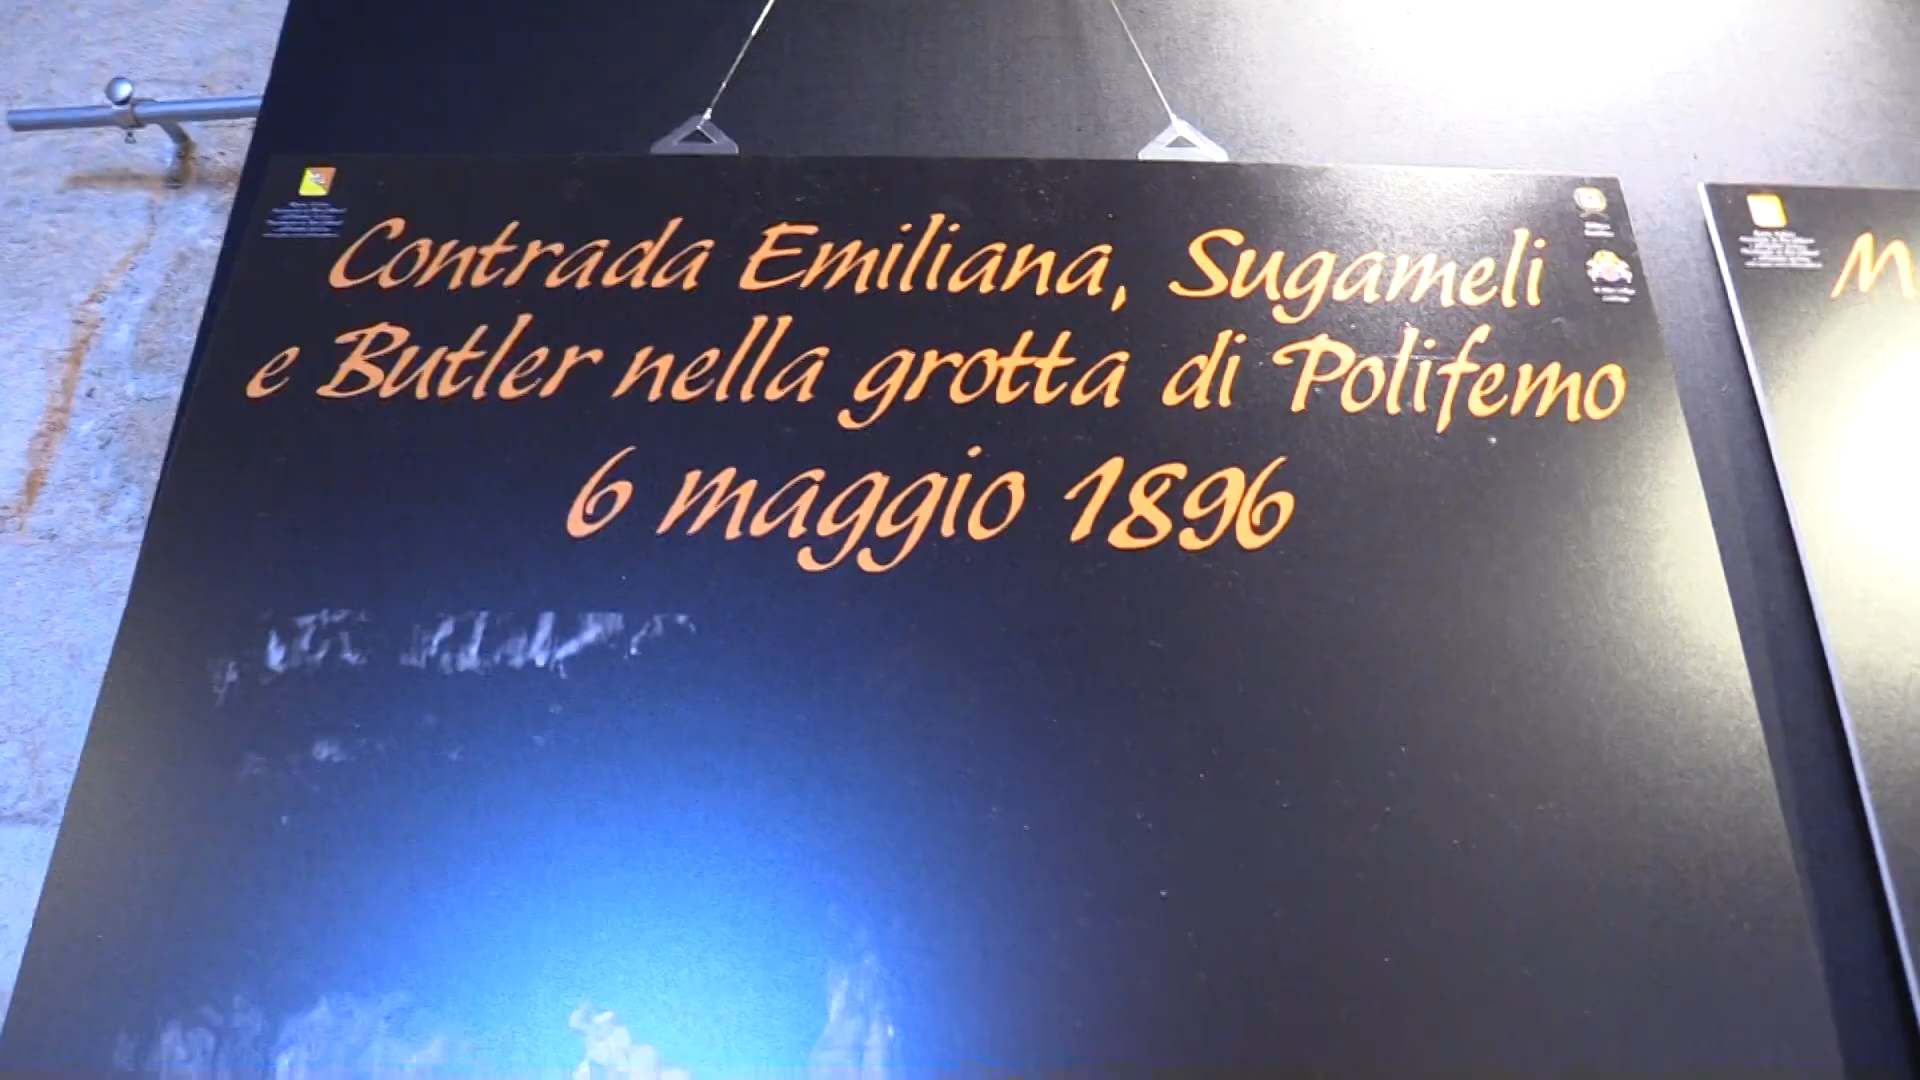 Contrada Emiliana, Sugameli
e Butler nella grotta di Polifemo
6 maggio 1896
M